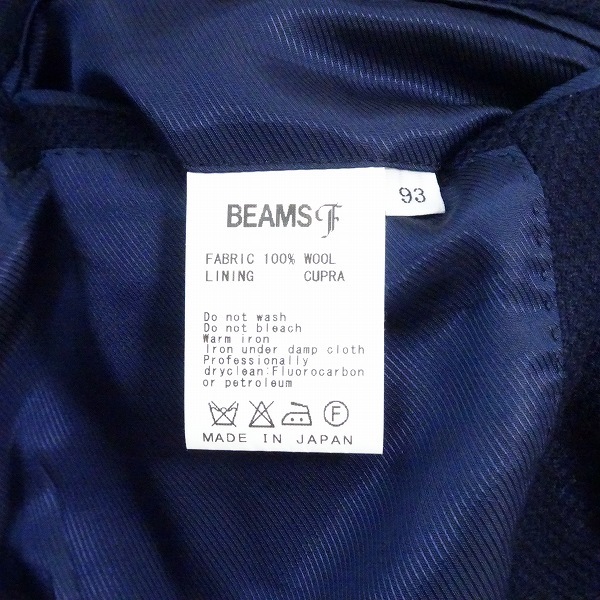 93
BEAMS F
FABRIC 100% WOOL
LINING CUPRA
Do not wash
Do not bleach
Warm iron
Iron under damp cloth
Professionally
dryclean:Fluorocarbon
or petroleum
F
MADE IN JAPAN